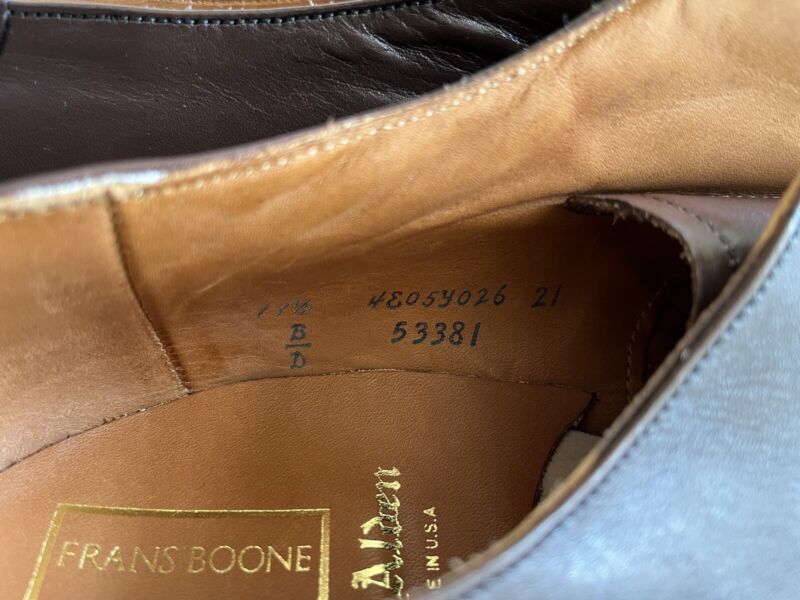 11½ 4E05Y026 21
B/D 53381
FRANS BOONE
Alden
E IN U.S.A